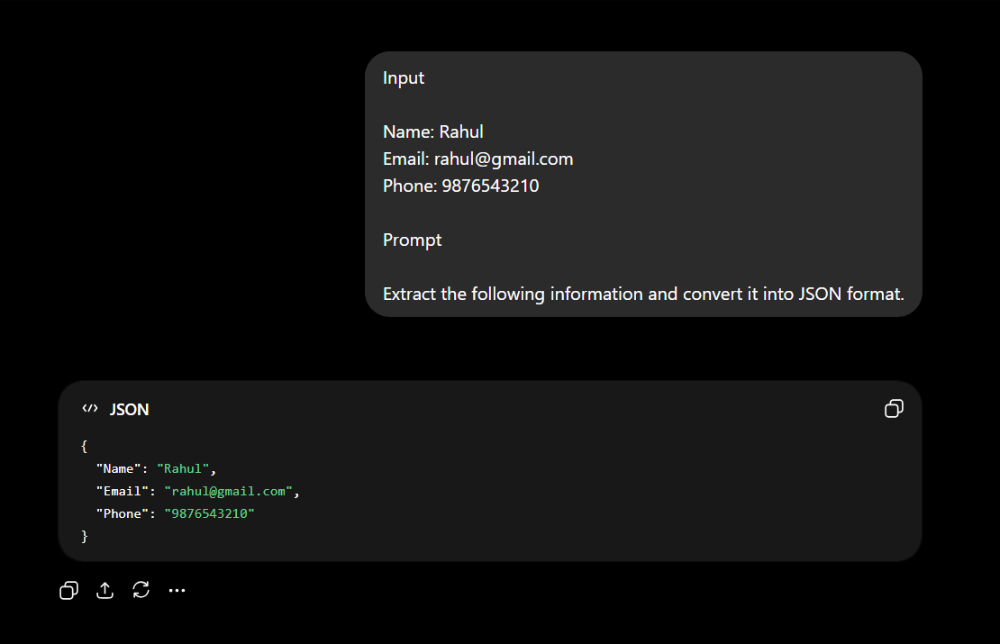 Input
Name: Rahul
Email: rahul@gmail.com
Phone: 9876543210
Prompt
Extract the following information and convert it into JSON format.
JSON
{
  "Name": "Rahul",
  "Email": "rahul@gmail.com",
  "Phone": "9876543210"
}